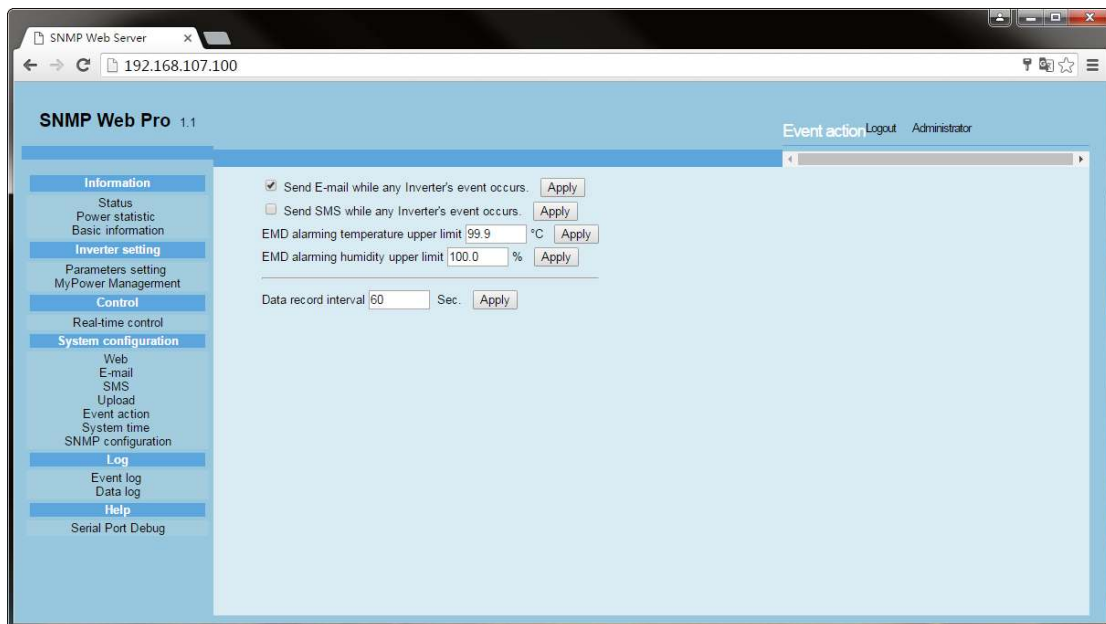 SNMP Web Server
192.168.107.100
SNMP Web Pro 1.1
Event action Logout Administrator
Information
Status
Power statistic
Basic information
Inverter setting
Parameters setting
MyPower Managerment
Control
Real-time control
System configuration
Web
E-mail
SMS
Upload
Event action
System time
SNMP configuration
Log
Event log
Data log
Help
Serial Port Debug
Send E-mail while any Inverter's event occurs. Apply
Send SMS while any Inverter's event occurs. Apply
EMD alarming temperature upper limit 99.9 °C Apply
EMD alarming humidity upper limit 100.0 % Apply
Data record interval 60 Sec. Apply